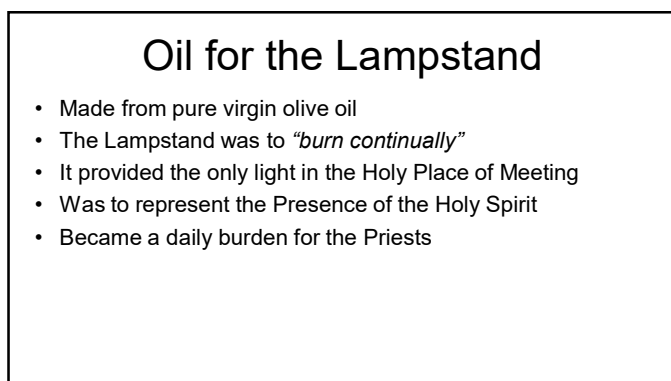 Oil for the Lampstand
• Made from pure virgin olive oil
• The Lampstand was to “burn continually”
• It provided the only light in the Holy Place of Meeting
• Was to represent the Presence of the Holy Spirit
• Became a daily burden for the Priests